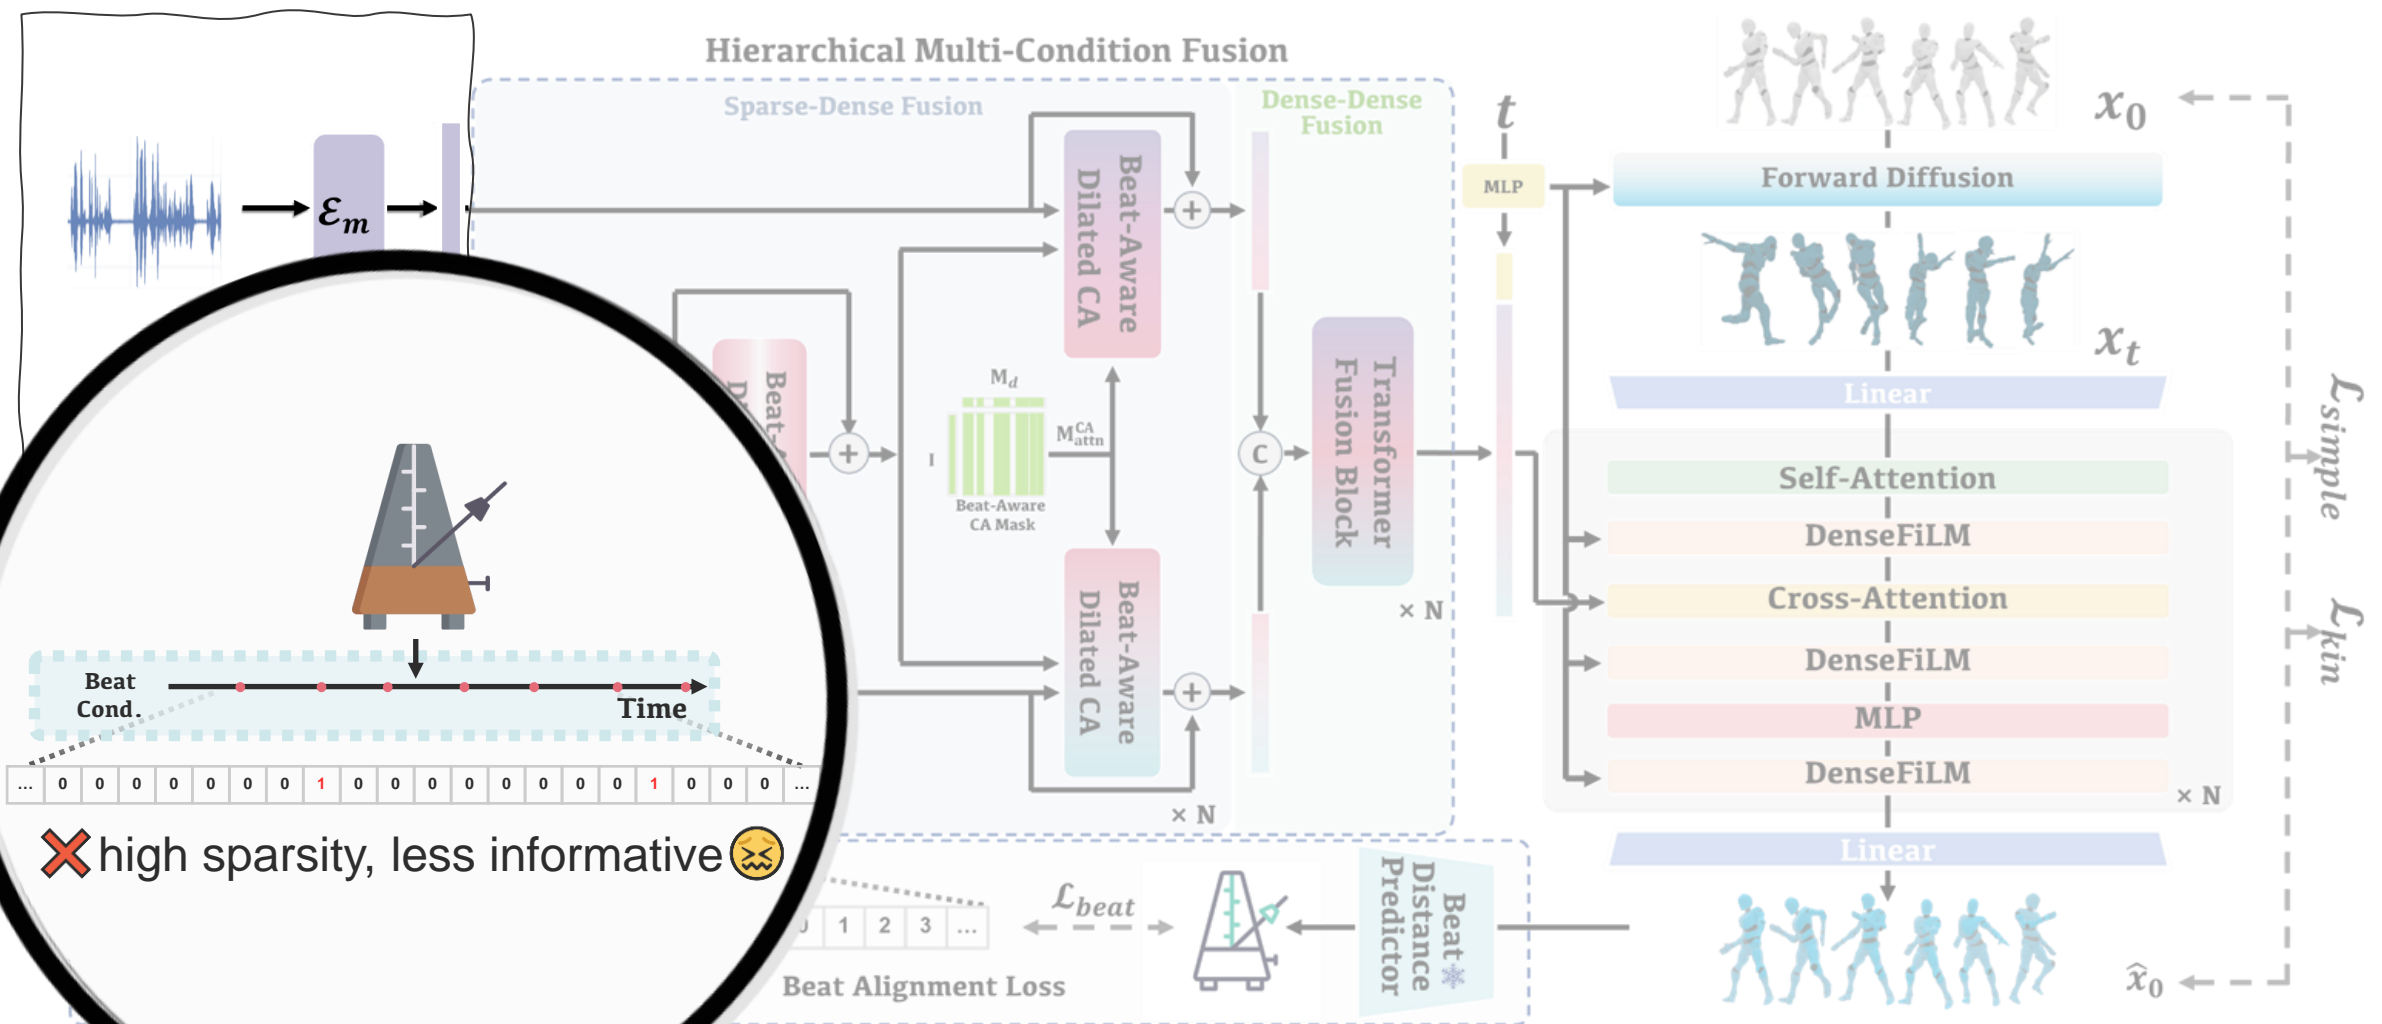 Hierarchical Multi-Condition Fusion
Sparse-Dense Fusion
Dense-Dense
Fusion
ℰm
Beat-Aware
Dilated CA
Md
I
M CA attn
Beat-Aware
CA Mask
Beat-Aware
Dilated CA
× N
C
Transformer
Fusion Block
× N
t
MLP
x0
Forward Diffusion
xt
Linear
Self-Attention
DenseFiLM
Cross-Attention
DenseFiLM
MLP
DenseFiLM
× N
Linear
x̂0
ℒsimple
ℒkin
Beat
Cond.
Time
... 0 0 0 0 0 0 0 1 0 0 0 0 0 0 0 0 1 0 0 0 ...
high sparsity, less informative
1 2 3 ...
ℒbeat
Beat Alignment Loss
Beat
Distance
Predictor